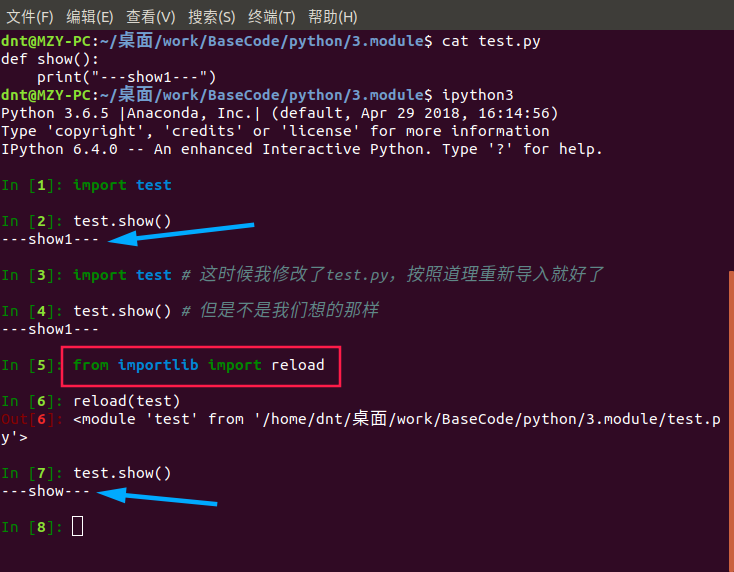 文件(F) 编辑(E) 查看(V) 搜索(S) 终端(T) 帮助(H)
dnt@MZY-PC:~/桌面/work/BaseCode/python/3.module$ cat test.py
def show():
    print("---show1---")
dnt@MZY-PC:~/桌面/work/BaseCode/python/3.module$ ipython3
Python 3.6.5 |Anaconda, Inc.| (default, Apr 29 2018, 16:14:56)
Type 'copyright', 'credits' or 'license' for more information
IPython 6.4.0 -- An enhanced Interactive Python. Type '?' for help.
In [1]: import test
In [2]: test.show()
---show1---
In [3]: import test # 这时候我修改了test.py，按照道理重新导入就好了
In [4]: test.show() # 但是不是我们想的那样
---show1---
In [5]: from importlib import reload
In [6]: reload(test)
Out[6]: <module 'test' from '/home/dnt/桌面/work/BaseCode/python/3.module/test.p
y'>
In [7]: test.show()
---show---
In [8]: